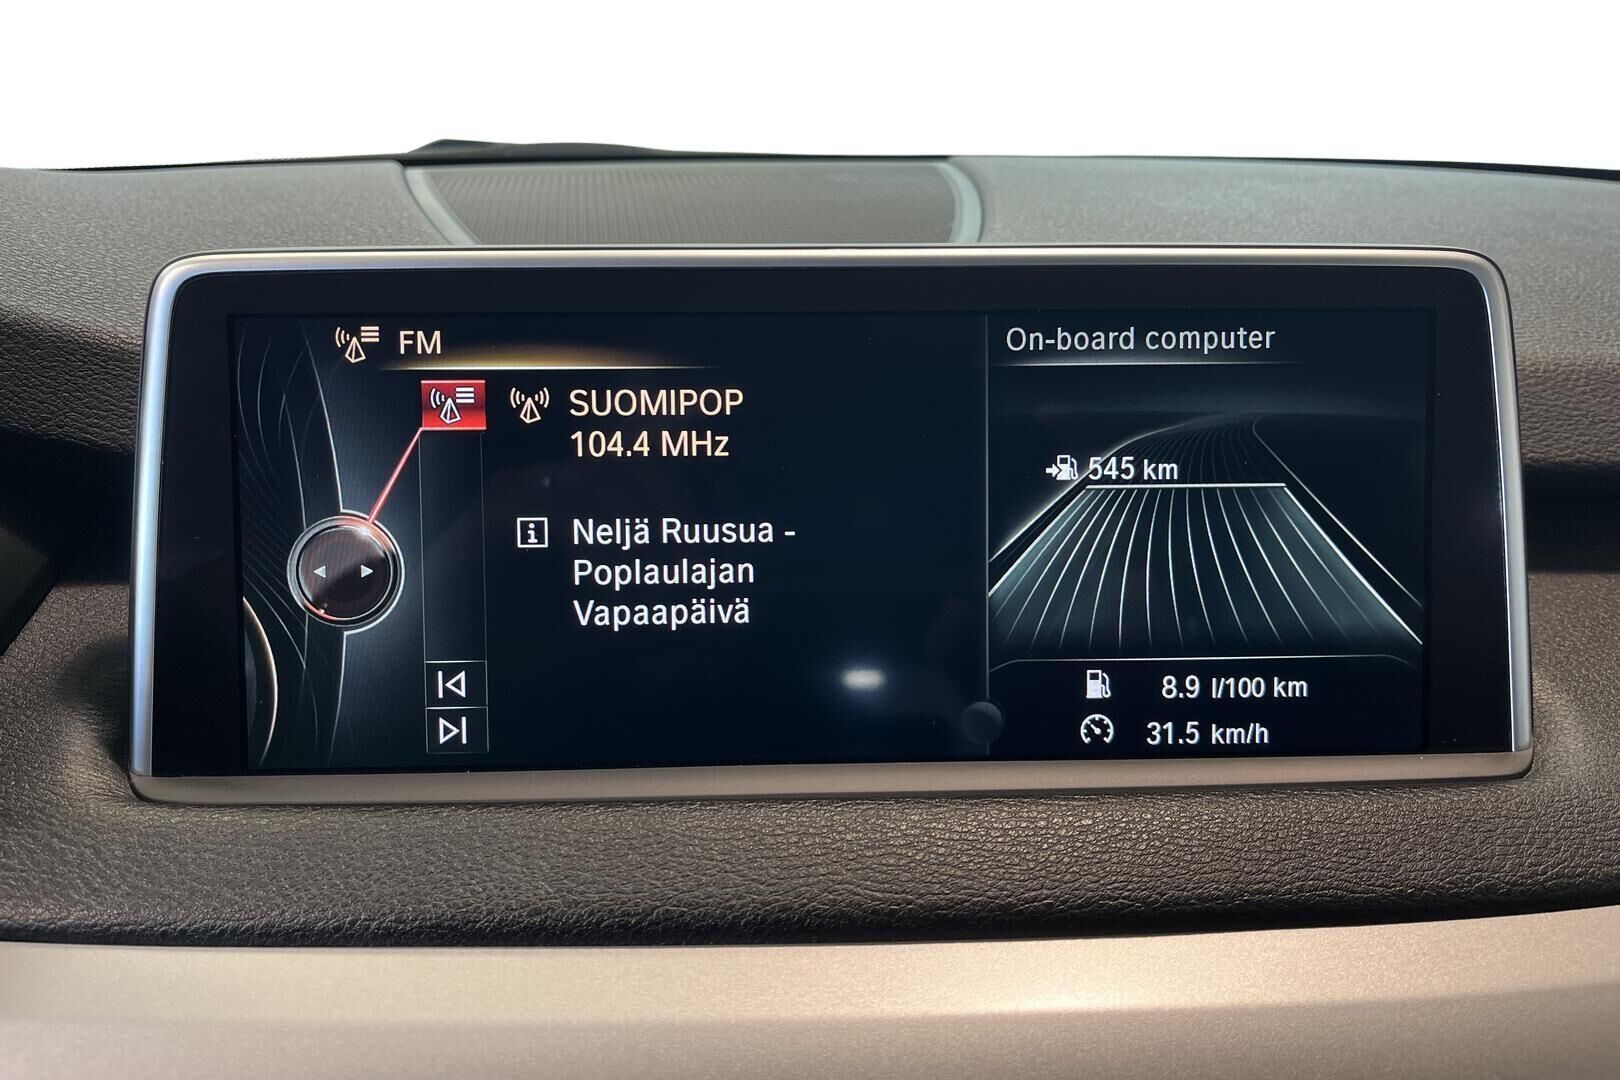 FM
SUOMIPOP
104.4 MHz
Neljä Ruusua -
Poplaulajan
Vapaapäivä
On-board computer
545 km
8.9 l/100 km
31.5 km/h